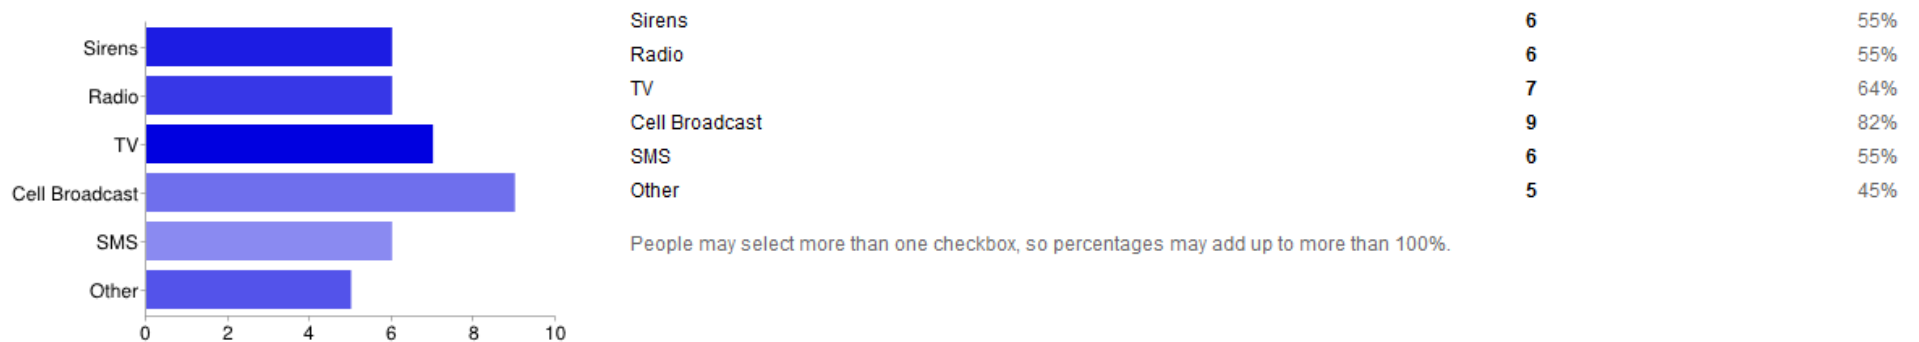 Sirens
Radio
TV
Cell Broadcast
SMS
Other
0 2 4 6 8 10
Sirens 6 55%
Radio 6 55%
TV 7 64%
Cell Broadcast 9 82%
SMS 6 55%
Other 5 45%
People may select more than one checkbox, so percentages may add up to more than 100%.